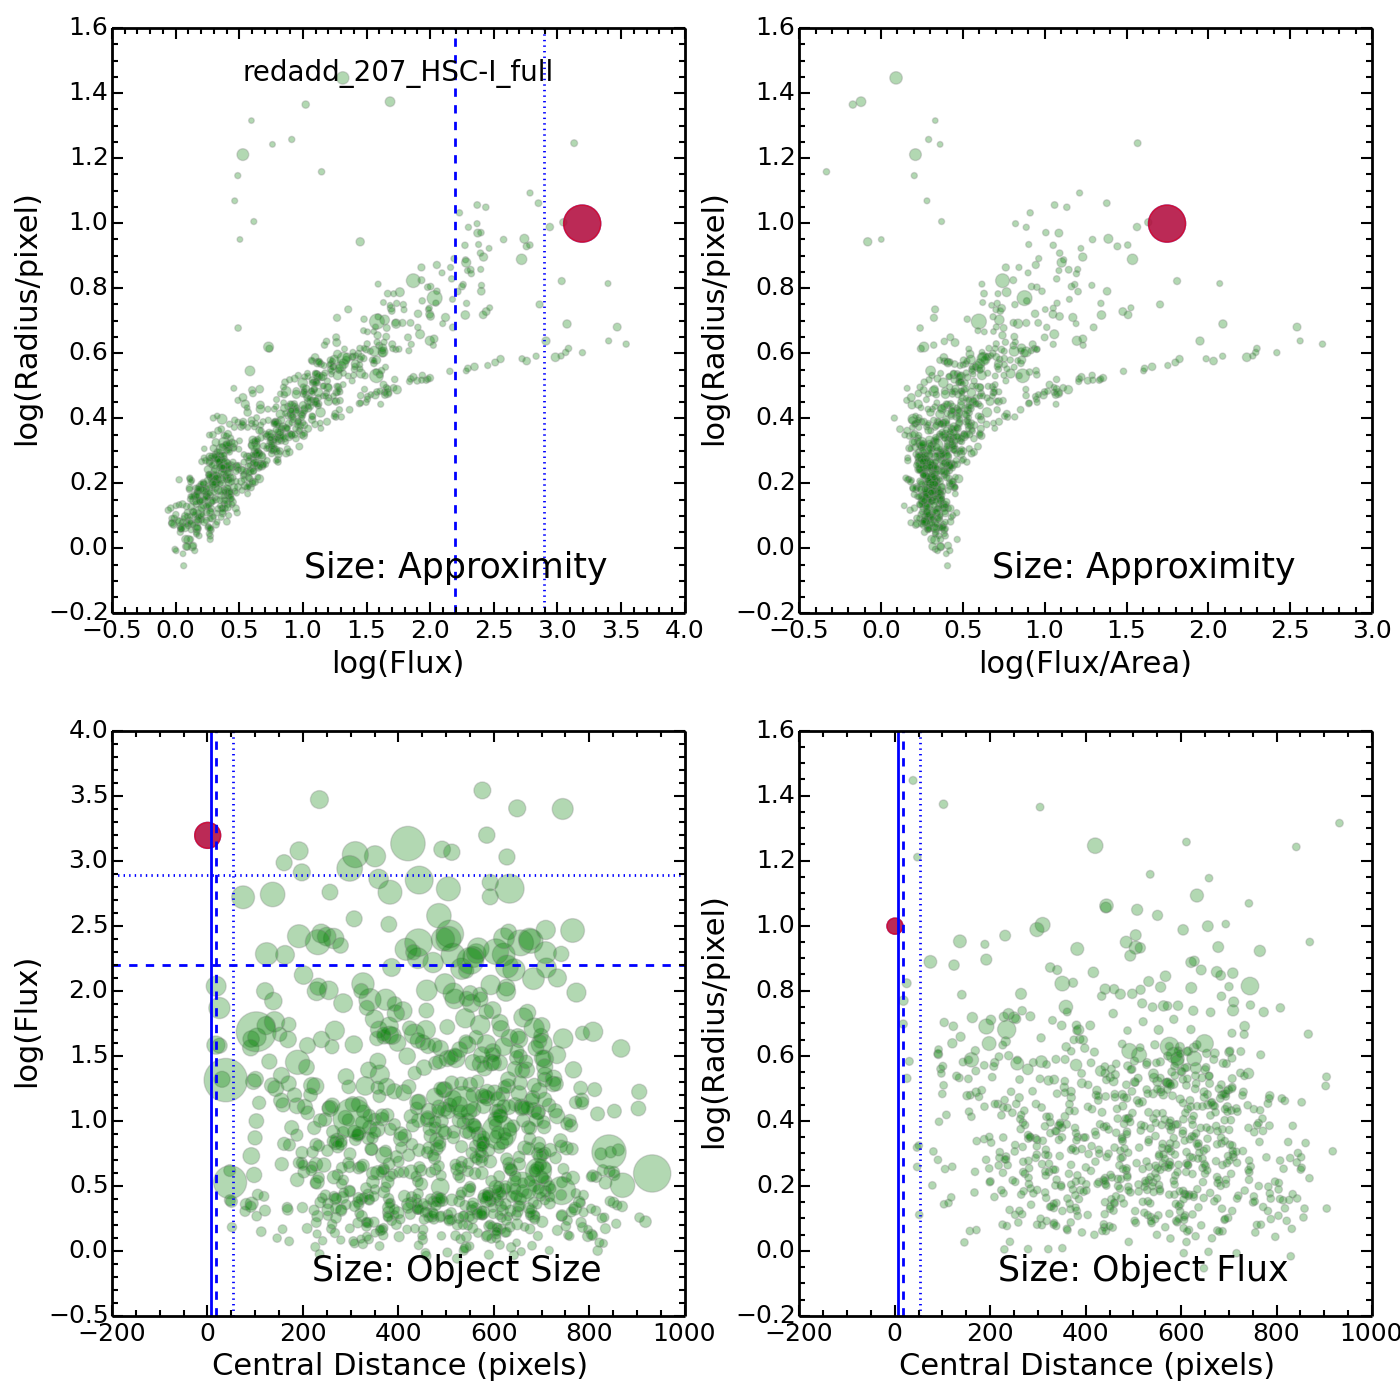 1.6
1.4
1.2
1.0
0.8
0.6
0.4
0.2
0.0
−0.2
log(Radius/pixel)
redadd_207_HSC-I_full
Size: Approximity
−0.5 0.0 0.5 1.0 1.5 2.0 2.5 3.0 3.5 4.0
log(Flux)
1.6
1.4
1.2
1.0
0.8
0.6
0.4
0.2
0.0
−0.2
log(Radius/pixel)
Size: Approximity
−0.5 0.0 0.5 1.0 1.5 2.0 2.5 3.0
log(Flux/Area)
4.0
3.5
3.0
2.5
2.0
1.5
1.0
0.5
0.0
−0.5
log(Flux)
Size: Object Size
−200 0 200 400 600 800 1000
Central Distance (pixels)
1.6
1.4
1.2
1.0
0.8
0.6
0.4
0.2
0.0
−0.2
log(Radius/pixel)
Size: Object Flux
−200 0 200 400 600 800 1000
Central Distance (pixels)